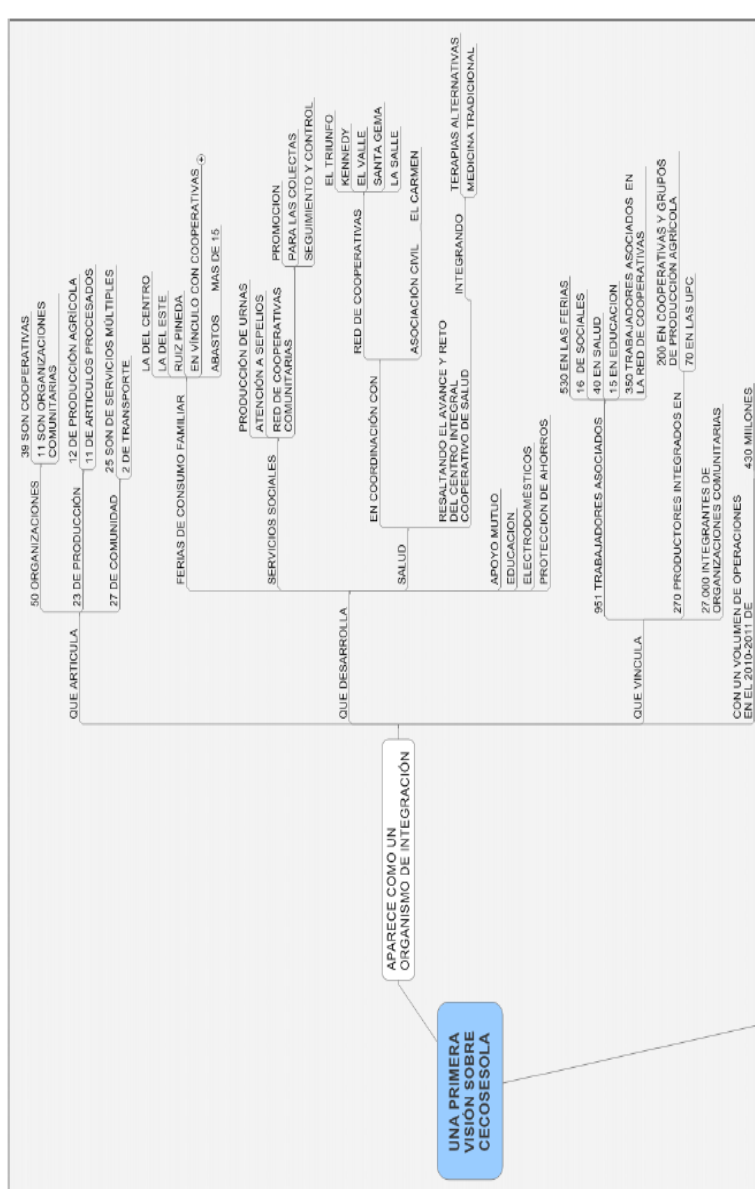 UNA PRIMERA
VISIÓN SOBRE
CECOSESOLA
APARECE COMO UN
ORGANISMO DE INTEGRACIÓN
QUE ARTICULA
50 ORGANIZACIONES
39 SON COOPERATIVAS
11 SON ORGANIZACIONES
COMUNITARIAS
23 DE PRODUCCIÓN
12 DE PRODUCCIÓN AGRÍCOLA
11 DE ARTICULOS PROCESADOS
27 DE COMUNIDAD
25 SON DE SERVICIOS MÚLTIPLES
2 DE TRANSPORTE
QUE DESARROLLA
FERIAS DE CONSUMO FAMILIAR
LA DEL CENTRO
LA DEL ESTE
RUIZ PINEDA
EN VÍNCULO CON COOPERATIVAS
ABASTOS
MAS DE 15
SERVICIOS SOCIALES
PRODUCCIÓN DE URNAS
ATENCIÓN A SEPELIOS
RED DE COOPERATIVAS
COMUNITARIAS
PROMOCION
PARA LAS COLECTAS
SEGUIMIENTO Y CONTROL
SALUD
EN COORDINACIÓN CON
RED DE COOPERATIVAS
EL TRIUNFO
KENNEDY
EL VALLE
SANTA GEMA
LA SALLE
ASOCIACIÓN CIVIL
EL CARMEN
RESALTANDO EL AVANCE Y RETO
DEL CENTRO INTEGRAL
COOPERATIVO DE SALUD
INTEGRANDO
TERAPIAS ALTERNATIVAS
MEDICINA TRADICIONAL
APOYO MUTUO
EDUCACION
ELECTRODOMÉSTICOS
PROTECCION DE AHORROS
QUE VINCULA
951 TRABAJADORES ASOCIADOS
530 EN LAS FERIAS
16 DE SOCIALES
40 EN SALUD
15 EN EDUCACION
350 TRABAJADORES ASOCIADOS EN
LA RED DE COOPERATIVAS
270 PRODUCTORES INTEGRADOS EN
200 EN COOPERATIVAS Y GRUPOS
DE PRODUCCIÓN AGRÍCOLA
70 EN LAS UPC
27.000 INTEGRANTES DE
ORGANIZACIONES COMUNITARIAS
CON UN VOLUMEN DE OPERACIONES
EN EL 2010-2011 DE
430 MIILONES